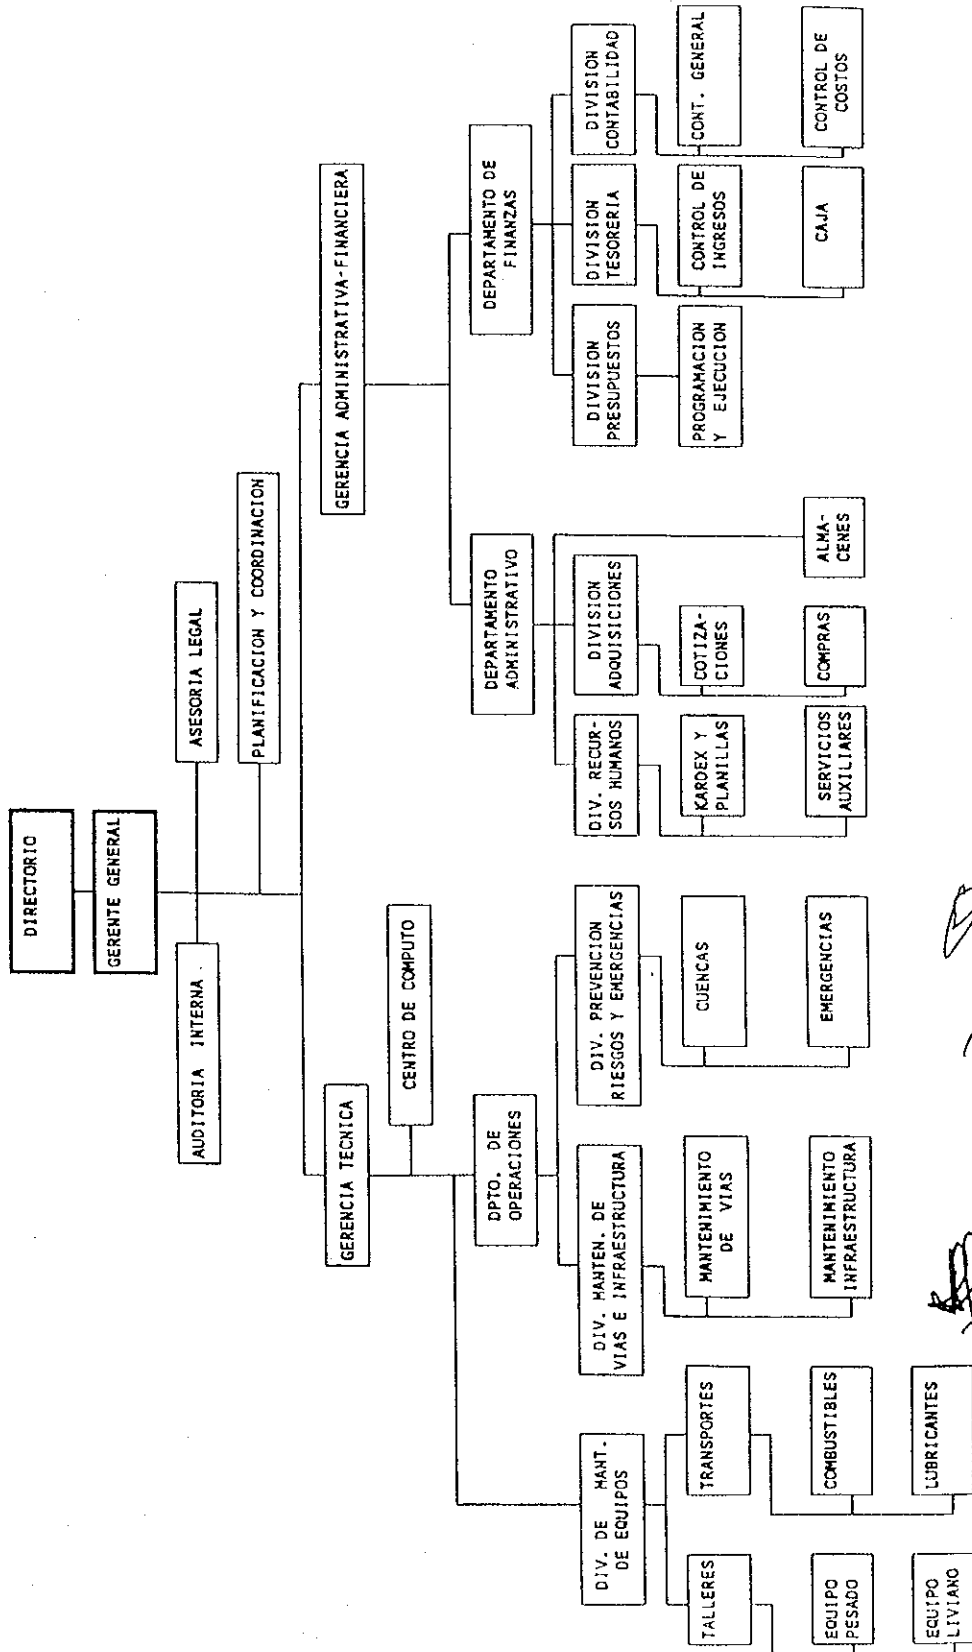 DIRECTORIO
GERENTE GENERAL
AUDITORIA INTERNA
ASESORIA LEGAL
PLANIFICACION Y COORDINACION
GERENCIA TECNICA
GERENCIA ADMINISTRATIVA-FINANCIERA
CENTRO DE COMPUTO
DPTO. DE
OPERACIONES
DEPARTAMENTO
ADMINISTRATIVO
DEPARTAMENTO DE
FINANZAS
DIV. DE MANT.
DE EQUIPOS
DIV. MANTEN. DE
VIAS E INFRAESTRUCTURA
DIV. PREVENCION
RIESGOS Y EMERGENCIAS
DIV. RECUR-
SOS HUMANOS
DIVISION
ADQUISICIONES
DIVISION
PRESUPUESTOS
DIVISION
TESORERIA
DIVISION
CONTABILIDAD
TALLERES
TRANSPORTES
MANTENIMIENTO
DE VIAS
CUENCAS
KARDEX Y
PLANILLAS
COTIZA-
CIONES
PROGRAMACION
Y EJECUCION
CONTROL DE
INGRESOS
CONT. GENERAL
EQUIPO
PESADO
COMBUSTIBLES
MANTENIMIENTO
INFRAESTRUCTURA
EMERGENCIAS
SERVICIOS
AUXILIARES
COMPRAS
ALMA-
CENES
CAJA
CONTROL DE
COSTOS
EQUIPO
LIVIANO
LUBRICANTES